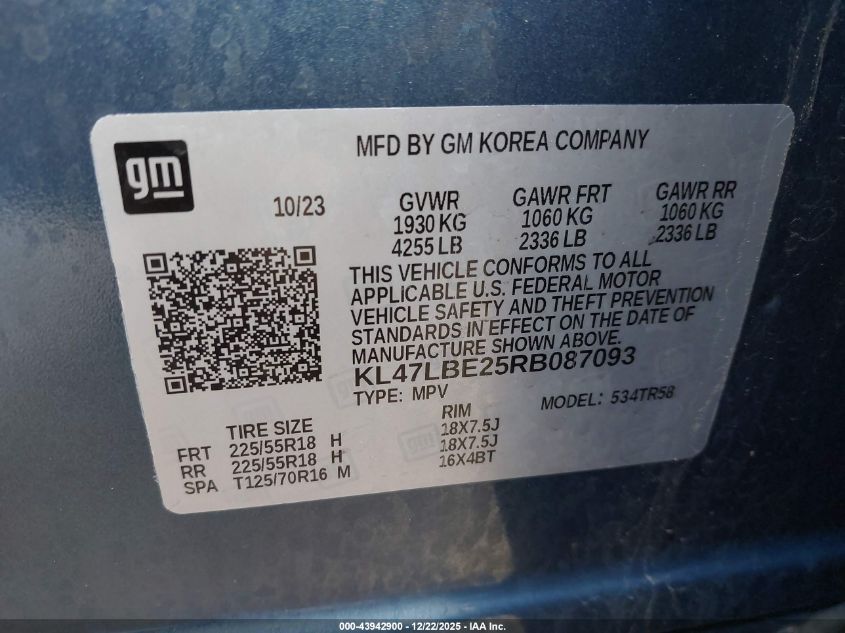 gm
MFD BY GM KOREA COMPANY
10/23
GVWR GAWR FRT GAWR RR
1930 KG 1060 KG 1060 KG
4255 LB 2336 LB 2336 LB
THIS VEHICLE CONFORMS TO ALL
APPLICABLE U.S. FEDERAL MOTOR
VEHICLE SAFETY AND THEFT PREVENTION
STANDARDS IN EFFECT ON THE DATE OF
MANUFACTURE SHOWN ABOVE.
KL47LBE25RB087093
TYPE: MPV MODEL: 534TR58
TIRE SIZE RIM
FRT 225/55R18 H 18X7.5J
RR 225/55R18 H 18X7.5J
SPA T125/70R16 M 16X4BT
000-43942900 - 12/22/2025 - IAA Inc.